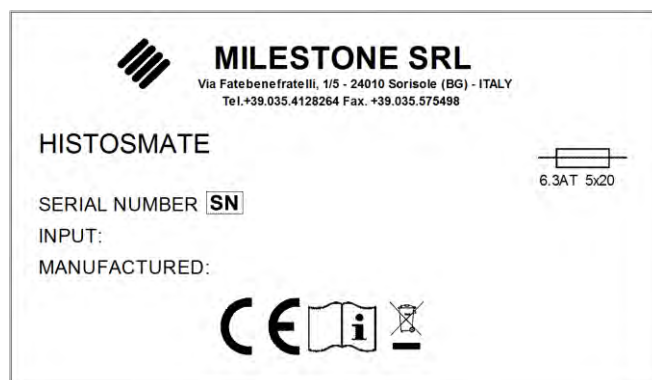 MILESTONE SRL
Via Fatebenefratelli, 1/5 - 24010 Sorisole (BG) - ITALY
Tel.+39.035.4128264 Fax. +39.035.575498
HISTOSMATE
6.3AT 5x20
SERIAL NUMBER SN
INPUT:
MANUFACTURED:
CE i